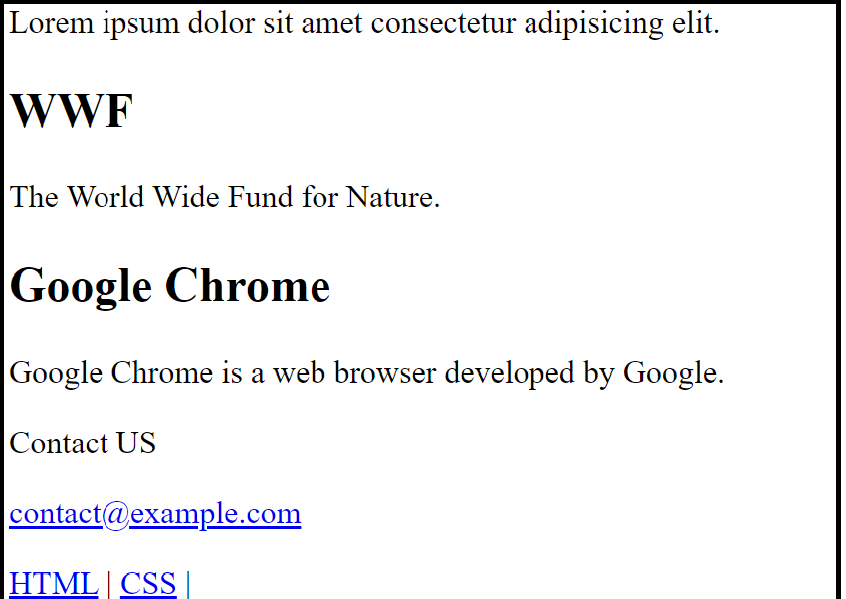 Lorem ipsum dolor sit amet consectetur adipisicing elit.
WWF
The World Wide Fund for Nature.
Google Chrome
Google Chrome is a web browser developed by Google.
Contact US
contact@example.com
HTML | CSS |